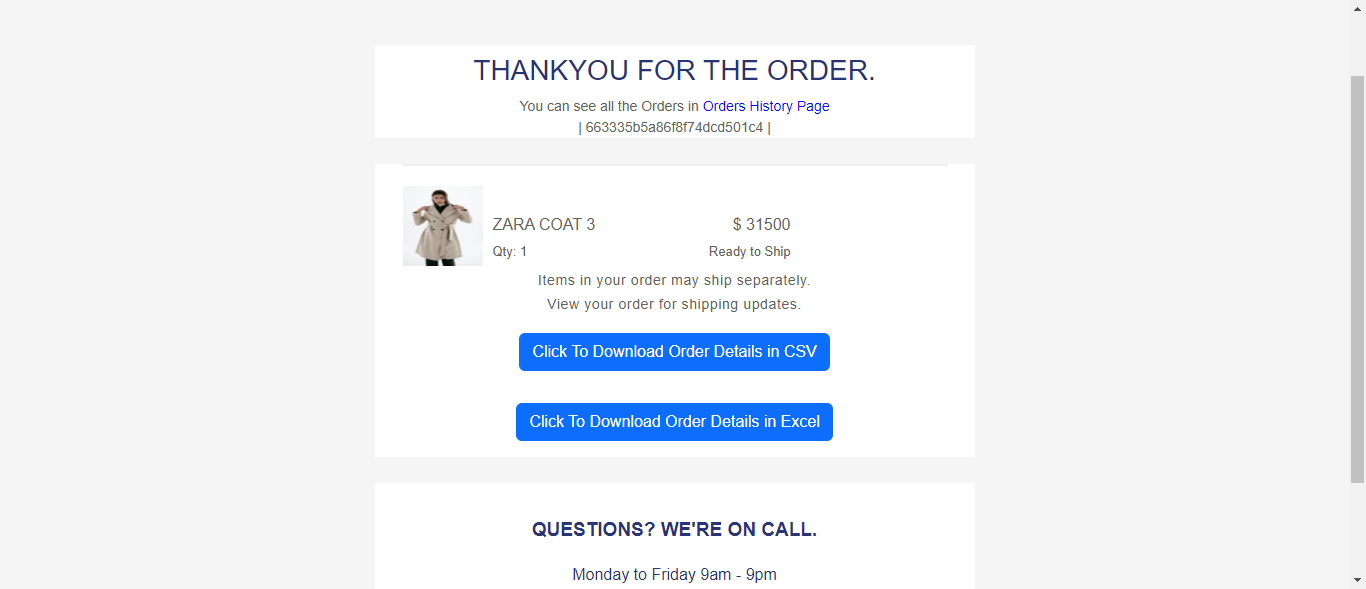 THANKYOU FOR THE ORDER.
You can see all the Orders in Orders History Page
| 663335b5a86f8f74dcd501c4 |
ZARA COAT 3
$ 31500
Qty: 1
Ready to Ship
Items in your order may ship separately.
View your order for shipping updates.
Click To Download Order Details in CSV
Click To Download Order Details in Excel
QUESTIONS? WE'RE ON CALL.
Monday to Friday 9am - 9pm